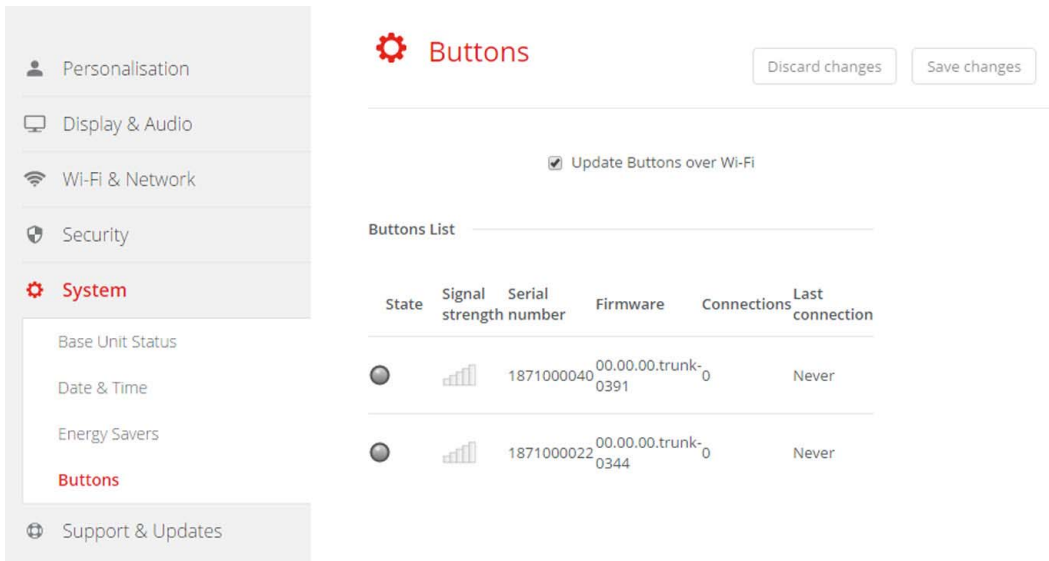 Personalisation
Display & Audio
Wi-Fi & Network
Security
System
Base Unit Status
Date & Time
Energy Savers
Buttons
Support & Updates
Buttons
Discard changes
Save changes
Update Buttons over Wi-Fi
Buttons List
State Signal strength Serial number Firmware Connections Last connection
1871000040 00.00.00.trunk-0391 0 Never
1871000022 00.00.00.trunk-0344 0 Never